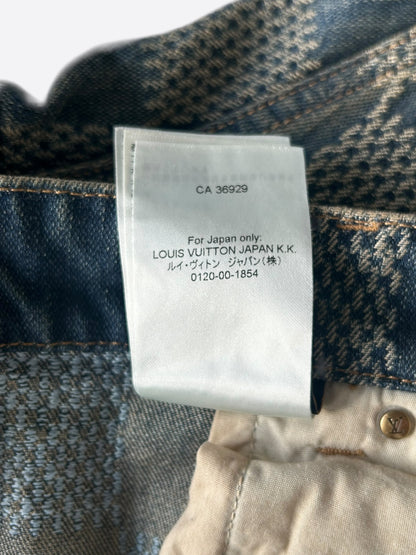 CA 36929
For Japan only:
LOUIS VUITTON JAPAN K.K.
ルイ・ヴィトン ジャパン(株)
0120-00-1854
LV